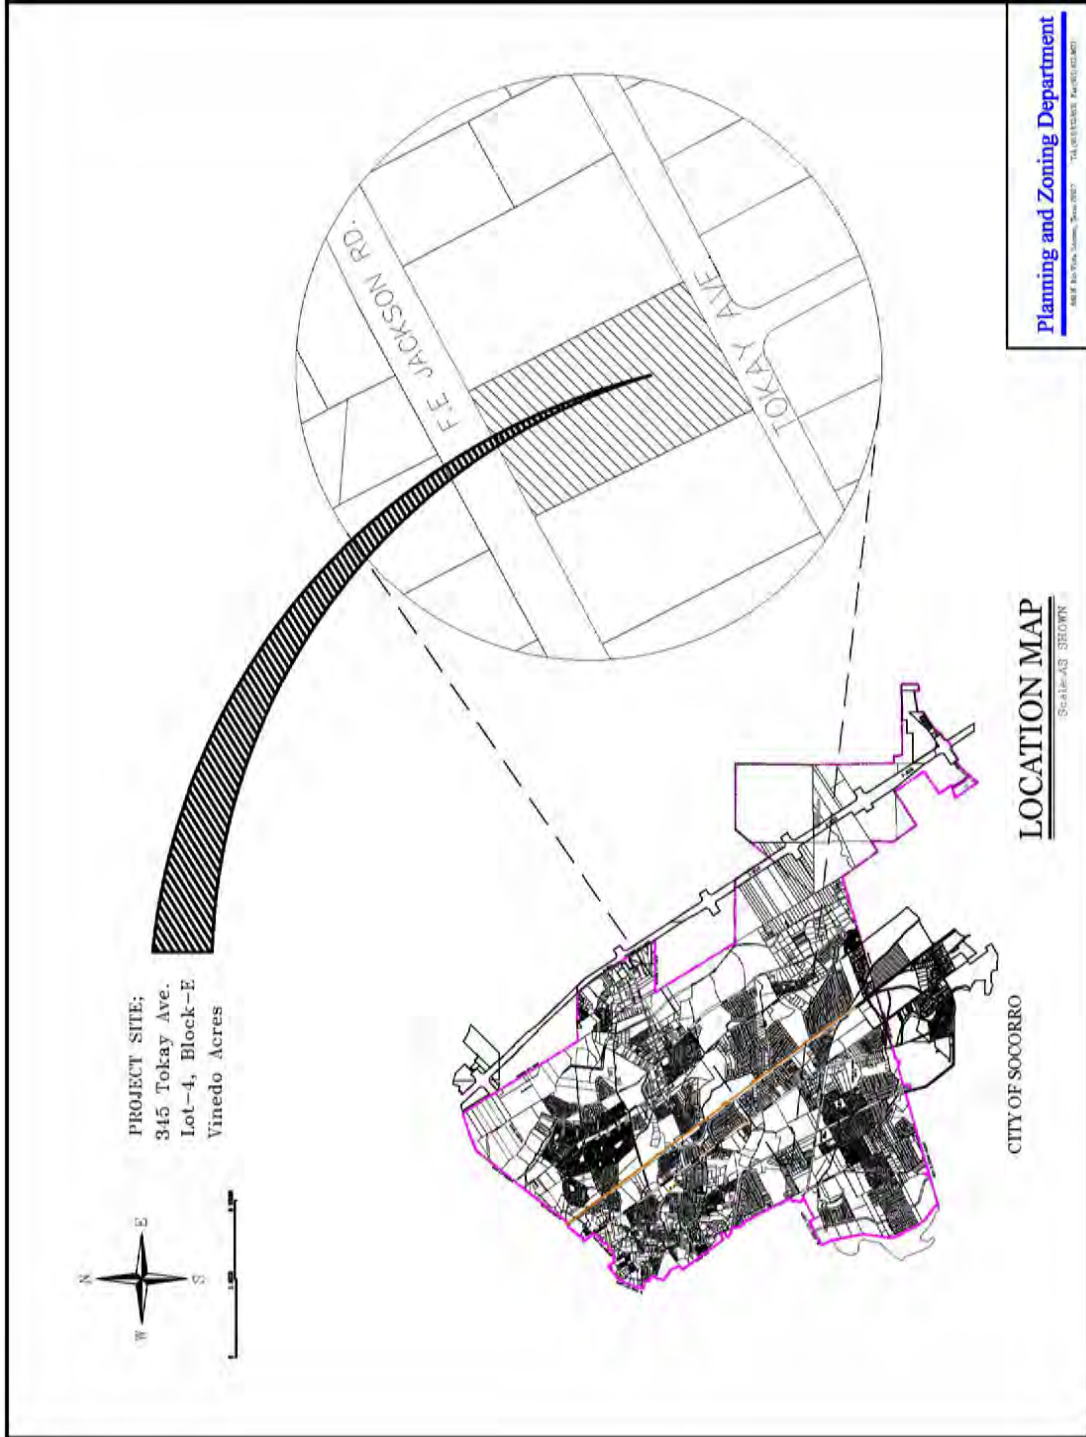 N
W
E
S
PROJECT SITE:
345 Tokay Ave.
Lot-4, Block-E
Vinedo Acres
F.E. JACKSON RD.
TOKAY AVE
CITY OF SOCORRO
LOCATION MAP
Scale:AS SHOWN
Planning and Zoning Department